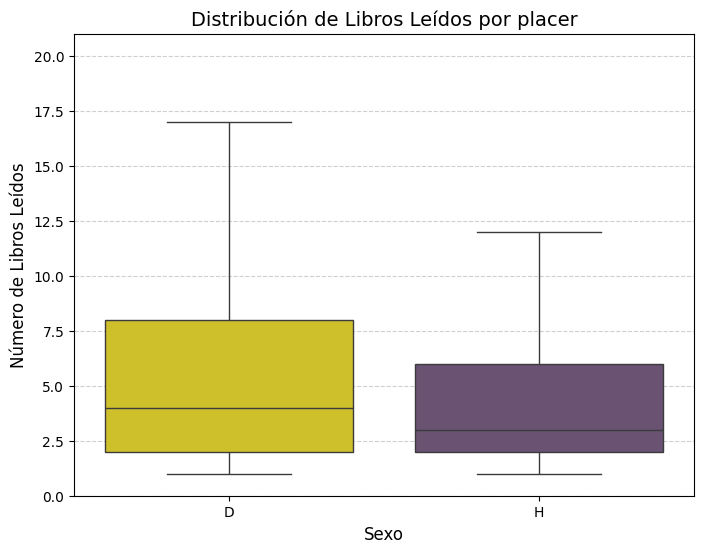 Distribución de Libros Leídos por placer
Número de Libros Leídos
20.0
17.5
15.0
12.5
10.0
7.5
5.0
2.5
0.0
D
H
Sexo